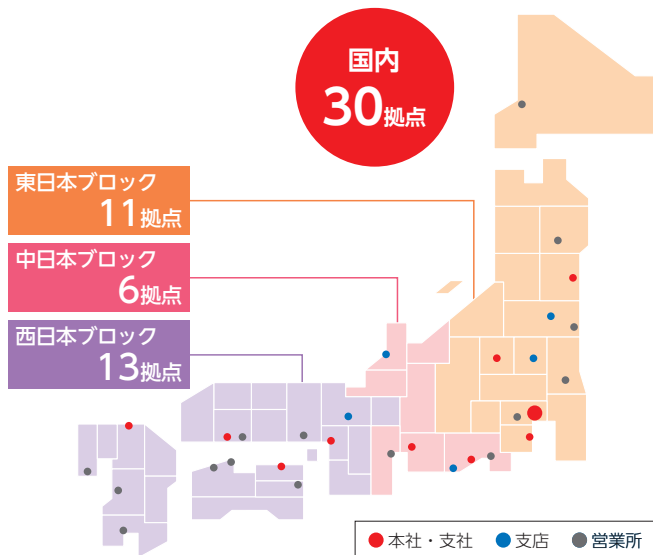 国内
30拠点
東日本ブロック
11拠点
中日本ブロック
6拠点
西日本ブロック
13拠点
本社・支社 支店 営業所